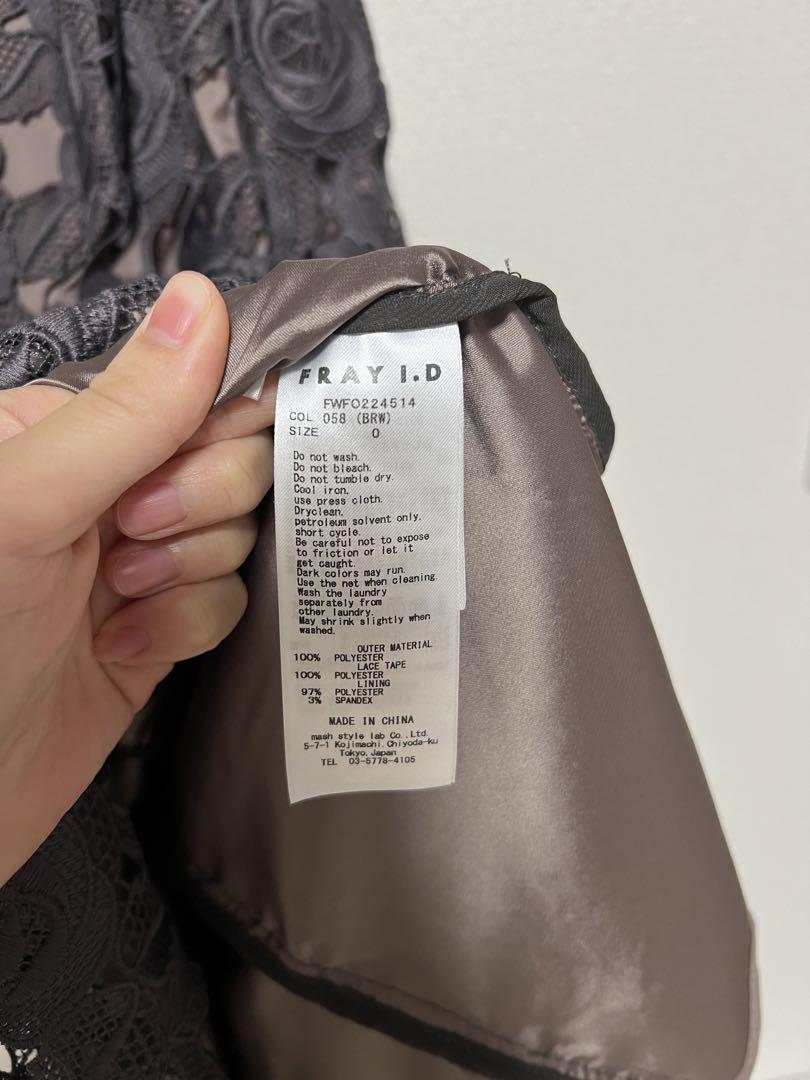 FRAY I.D
FWFO224514
COL 058 (BRW)
SIZE 0
Do not wash.
Do not bleach.
Do not tumble dry.
Cool iron.
use press cloth.
Dryclean.
petroleum solvent only.
short cycle.
Be careful not to expose
to friction or let it
get caught.
Dark colors may run.
Use the net when cleaning.
Wash the laundry
separately from
other laundry.
May shrink slightly when
washed.
OUTER MATERIAL
100% POLYESTER
LACE TAPE
100% POLYESTER
LINING
97% POLYESTER
3% SPANDEX
MADE IN CHINA
mash style lab Co.,Ltd.
5-7-1 Kojimachi.Chiyoda-ku
Tokyo.Japan
TEL 03-5778-4105